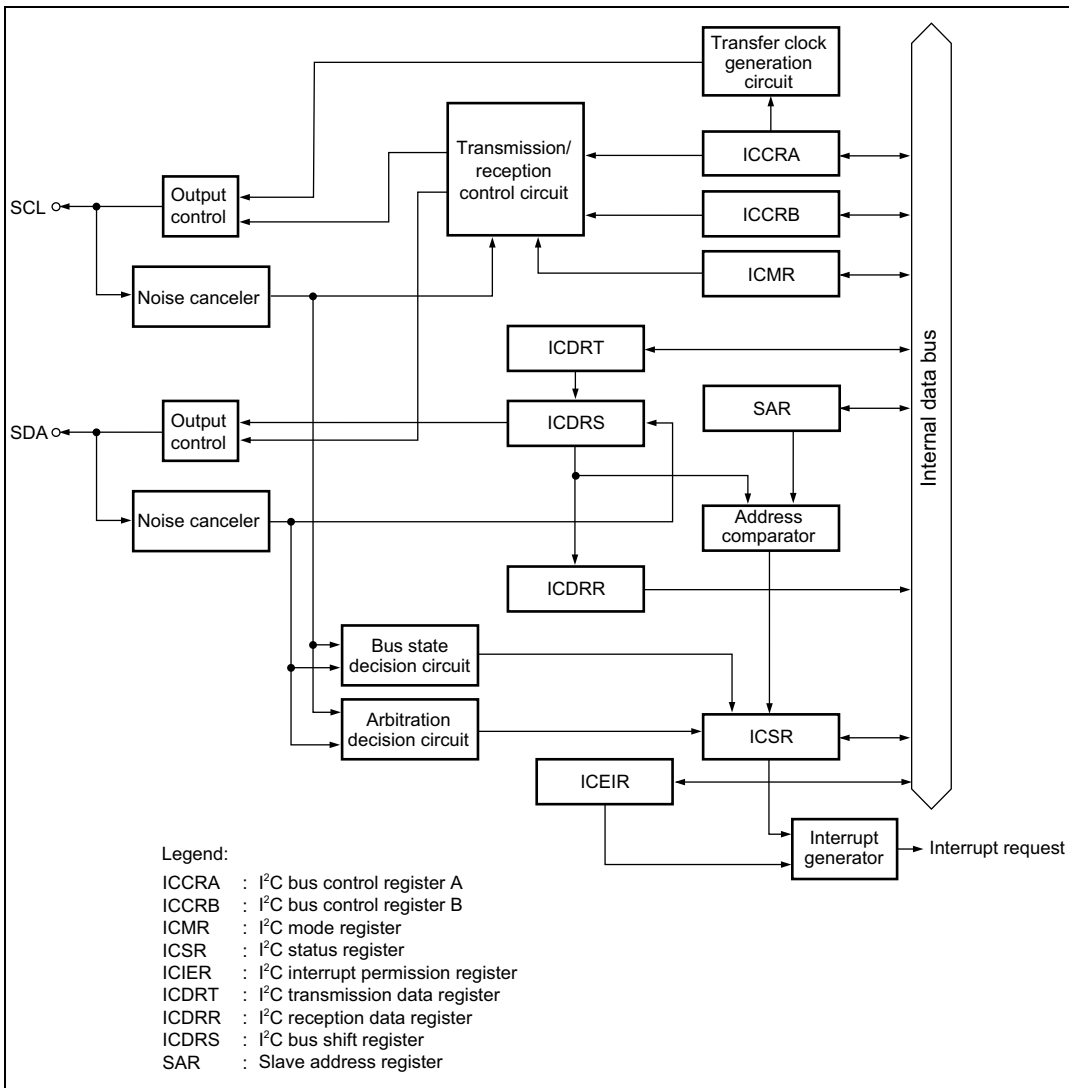 Transfer clock
generation
circuit
Transmission/
reception
control circuit
ICCRA
SCL
Output
control
ICCRB
ICMR
Noise canceler
ICDRT
SAR
SDA
Output
control
ICDRS
Internal data bus
Noise canceler
Address
comparator
ICDRR
Bus state
decision circuit
Arbitration
decision circuit
ICSR
ICEIR
Interrupt
generator
Interrupt request
Legend:
ICCRA : I²C bus control register A
ICCRB : I²C bus control register B
ICMR : I²C mode register
ICSR : I²C status register
ICIER : I²C interrupt permission register
ICDRT : I²C transmission data register
ICDRR : I²C reception data register
ICDRS : I²C bus shift register
SAR : Slave address register